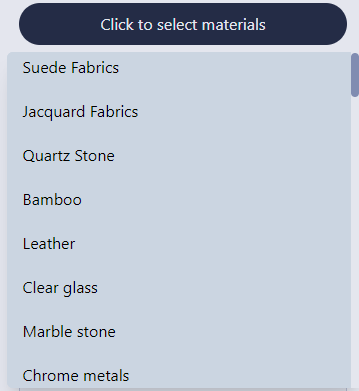 Click to select materials
Suede Fabrics
Jacquard Fabrics
Quartz Stone
Bamboo
Leather
Clear glass
Marble stone
Chrome metals